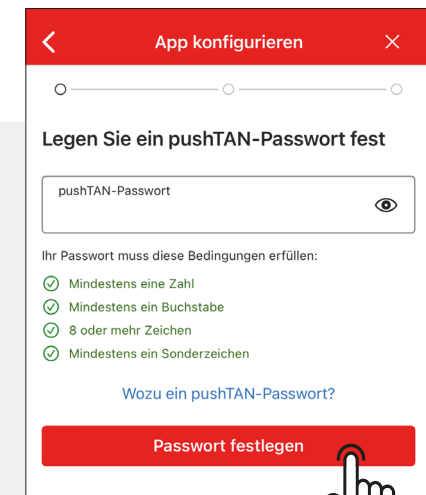 App konfigurieren
Legen Sie ein pushTAN-Passwort fest
pushTAN-Passwort
Ihr Passwort muss diese Bedingungen erfüllen:
Mindestens eine Zahl
Mindestens ein Buchstabe
8 oder mehr Zeichen
Mindestens ein Sonderzeichen
Wozu ein pushTAN-Passwort?
Passwort festlegen